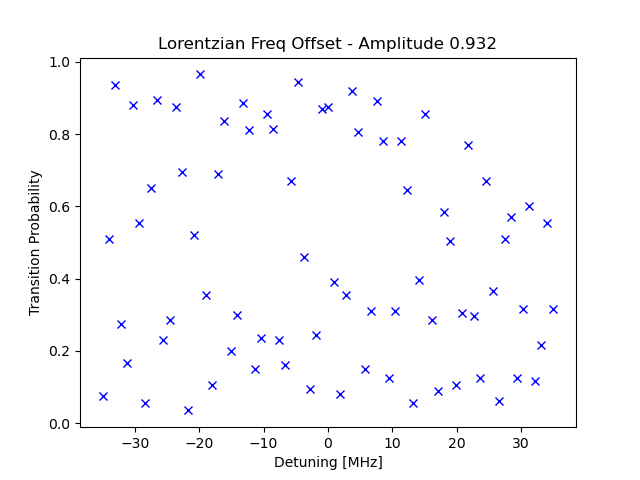 Lorentzian Freq Offset - Amplitude 0.932
1.0
0.8
0.6
0.4
0.2
0.0
Transition Probability
−30 −20 −10 0 10 20 30
Detuning [MHz]